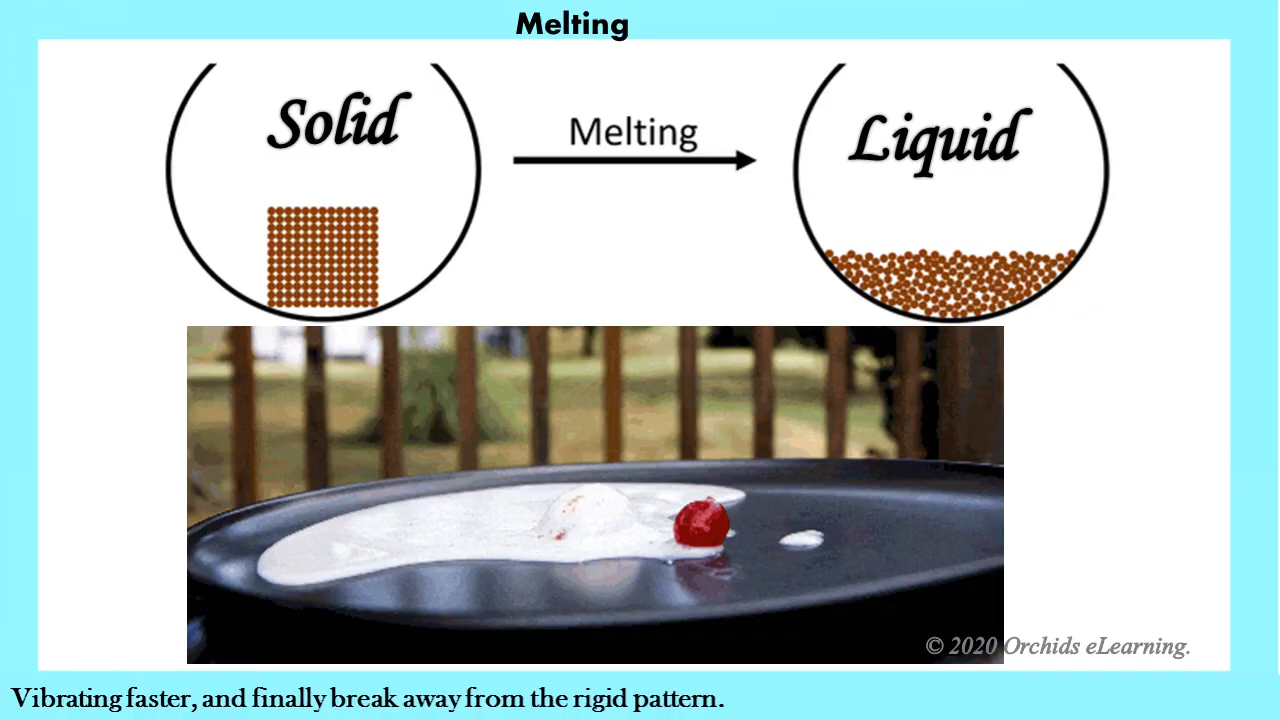 Melting
Solid
Melting
Liquid
© 2020 Orchids eLearning.
Vibrating faster, and finally break away from the rigid pattern.